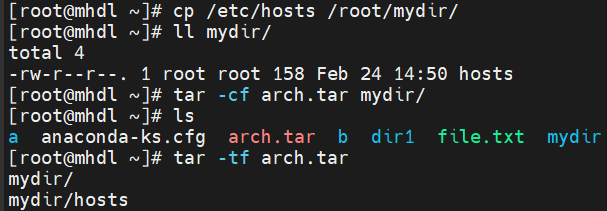 [root@mhdl ~]# cp /etc/hosts /root/mydir/
[root@mhdl ~]# ll mydir/
total 4
-rw-r--r--. 1 root root 158 Feb 24 14:50 hosts
[root@mhdl ~]# tar -cf arch.tar mydir/
[root@mhdl ~]# ls
a  anaconda-ks.cfg  arch.tar  b  dir1  file.txt  mydir
[root@mhdl ~]# tar -tf arch.tar
mydir/
mydir/hosts